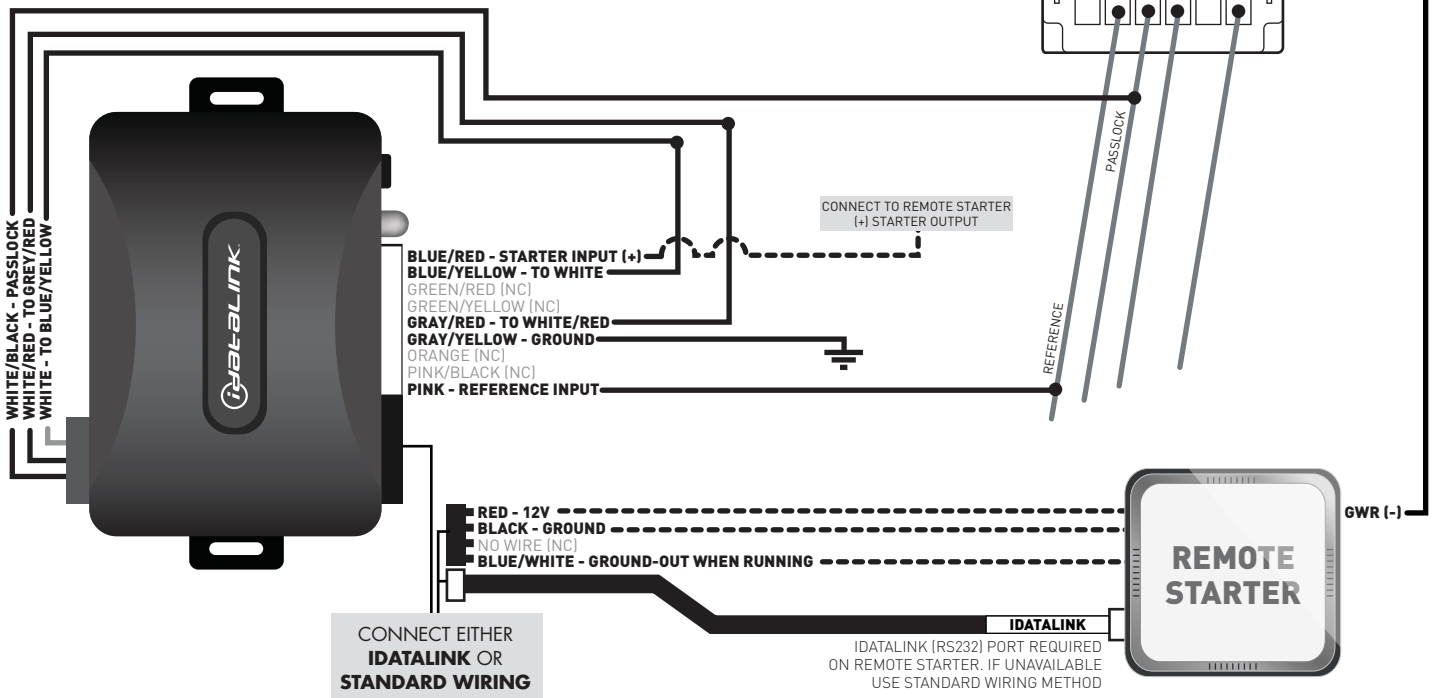 WHITE/BLACK - PASSLOCK
WHITE/RED - TO GREY/RED
WHITE - TO BLUE/YELLOW
idatalink
PASSLOCK
REFERENCE
CONNECT TO REMOTE STARTER
(+) STARTER OUTPUT
BLUE/RED - STARTER INPUT (+)
BLUE/YELLOW - TO WHITE
GREEN/RED (NC)
GREEN/YELLOW (NC)
GRAY/RED - TO WHITE/RED
GRAY/YELLOW - GROUND
ORANGE (NC)
PINK/BLACK (NC)
PINK - REFERENCE INPUT
RED - 12V
BLACK - GROUND
NO WIRE (NC)
BLUE/WHITE - GROUND-OUT WHEN RUNNING
GWR (-)
REMOTE
STARTER
IDATALINK
IDATALINK (RS232) PORT REQUIRED
ON REMOTE STARTER. IF UNAVAILABLE
USE STANDARD WIRING METHOD
CONNECT EITHER
IDATALINK OR
STANDARD WIRING